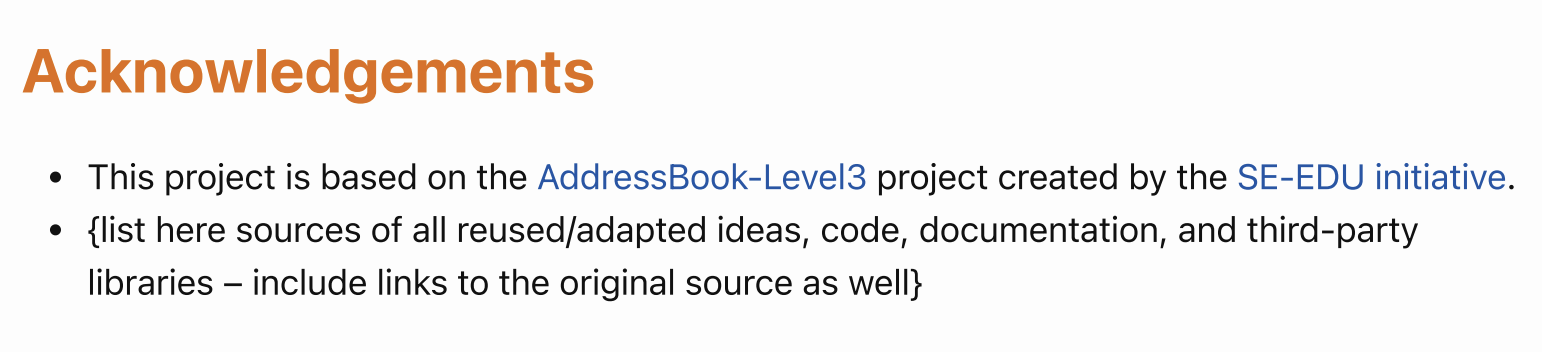 Acknowledgements
• This project is based on the AddressBook-Level3 project created by the SE-EDU initiative.
• {list here sources of all reused/adapted ideas, code, documentation, and third-party
libraries – include links to the original source as well}